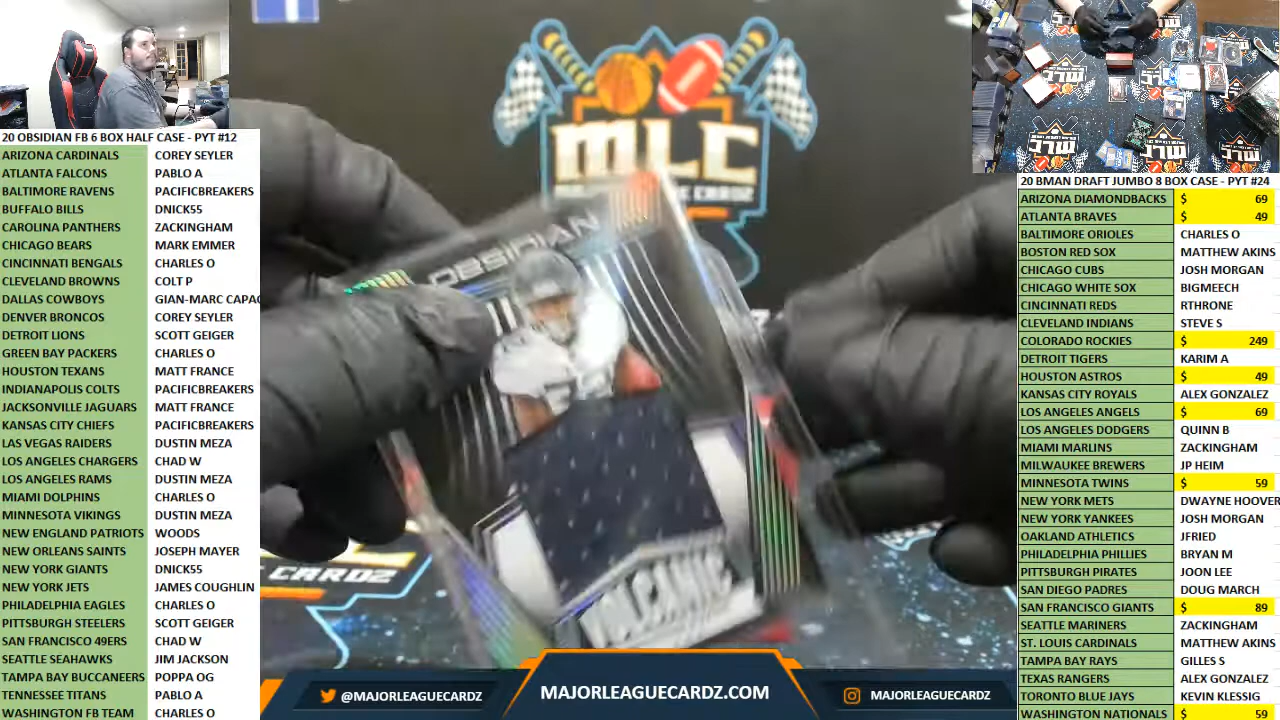 20 OBSIDIAN FB 6 BOX HALF CASE - PYT #12
ARIZONA CARDINALS COREY SEYLER
ATLANTA FALCONS PABLO A
BALTIMORE RAVENS PACIFICBREAKERS
BUFFALO BILLS DNICK55
CAROLINA PANTHERS ZACKINGHAM
CHICAGO BEARS MARK EMMER
CINCINNATI BENGALS CHARLES O
CLEVELAND BROWNS COLT P
DALLAS COWBOYS GIAN-MARC CAPAC
DENVER BRONCOS COREY SEYLER
DETROIT LIONS SCOTT GEIGER
GREEN BAY PACKERS CHARLES O
HOUSTON TEXANS MATT FRANCE
INDIANAPOLIS COLTS PACIFICBREAKERS
JACKSONVILLE JAGUARS MATT FRANCE
KANSAS CITY CHIEFS PACIFICBREAKERS
LAS VEGAS RAIDERS DUSTIN MEZA
LOS ANGELES CHARGERS CHAD W
LOS ANGELES RAMS DUSTIN MEZA
MIAMI DOLPHINS CHARLES O
MINNESOTA VIKINGS DUSTIN MEZA
NEW ENGLAND PATRIOTS WOODS
NEW ORLEANS SAINTS JOSEPH MAYER
NEW YORK GIANTS DNICK55
NEW YORK JETS JAMES COUGHLIN
PHILADELPHIA EAGLES CHARLES O
PITTSBURGH STEELERS SCOTT GEIGER
SAN FRANCISCO 49ERS CHAD W
SEATTLE SEAHAWKS JIM JACKSON
TAMPA BAY BUCCANEERS POPPA OG
TENNESSEE TITANS PABLO A
WASHINGTON FB TEAM CHARLES O
MLC
OBSIDIAN
VOLCANIC
CARDZ
@MAJORLEAGUECARDZ
MAJORLEAGUECARDZ.COM
MAJORLEAGUECARDZ
20 BMAN DRAFT JUMBO 8 BOX CASE - PYT #24
ARIZONA DIAMONDBACKS $ 69
ATLANTA BRAVES $ 49
BALTIMORE ORIOLES CHARLES O
BOSTON RED SOX MATTHEW AKINS
CHICAGO CUBS JOSH MORGAN
CHICAGO WHITE SOX BIGMEECH
CINCINNATI REDS RTHRONE
CLEVELAND INDIANS STEVE S
COLORADO ROCKIES $ 249
DETROIT TIGERS KARIM A
HOUSTON ASTROS $ 49
KANSAS CITY ROYALS ALEX GONZALEZ
LOS ANGELES ANGELS $ 69
LOS ANGELES DODGERS QUINN B
MIAMI MARLINS ZACKINGHAM
MILWAUKEE BREWERS JP HEIM
MINNESOTA TWINS $ 59
NEW YORK METS DWAYNE HOOVER
NEW YORK YANKEES JOSH MORGAN
OAKLAND ATHLETICS JFRIED
PHILADELPHIA PHILLIES BRYAN M
PITTSBURGH PIRATES JOON LEE
SAN DIEGO PADRES DOUG MARCH
SAN FRANCISCO GIANTS $ 89
SEATTLE MARINERS ZACKINGHAM
ST. LOUIS CARDINALS MATTHEW AKINS
TAMPA BAY RAYS GILLES S
TEXAS RANGERS ALEX GONZALEZ
TORONTO BLUE JAYS KEVIN KLESSIG
WASHINGTON NATIONALS $ 59